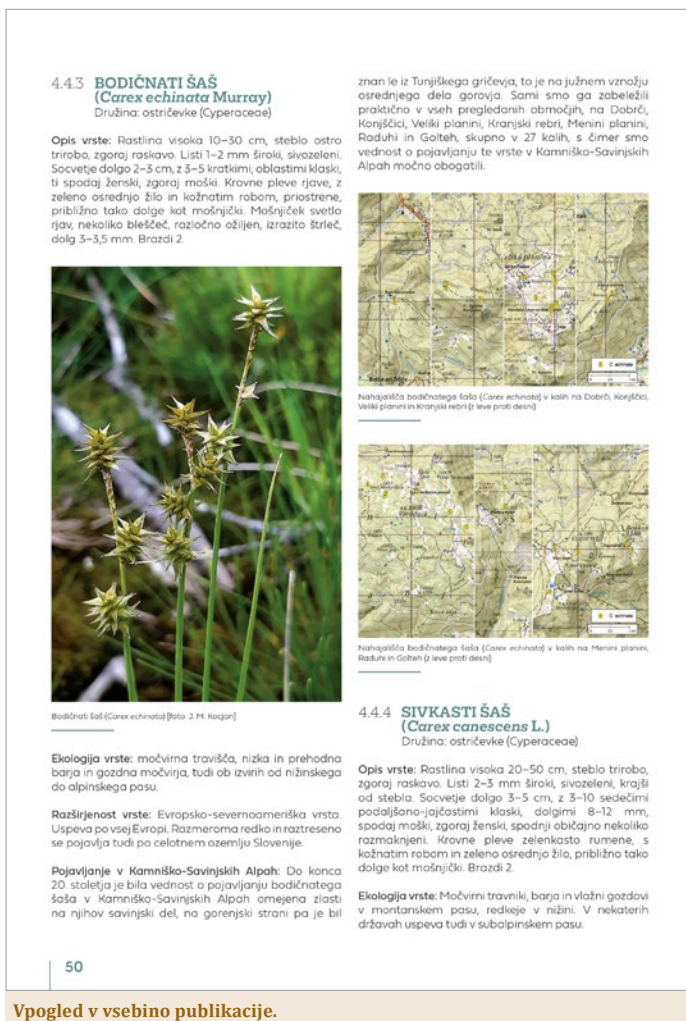 4.4.3 BODIČNATI ŠAŠ
(Carex echinata Murray)
Družina: ostričevke (Cyperaceae)
Opis vrste: Rastlina visoka 10–30 cm, steblo ostro
trirobo, zgoraj raskavo. Listi 1–2 mm široki, sivozeleni.
Socvetje dolgo 2–3 cm, z 3–5 kratkimi, oblastimi klaski,
ti spodaj ženski, zgoraj moški. Krovne pleve rjave, z
zeleno osrednjo žilo in kožnatim robom, priostrene,
približno tako dolge kot mošnjički. Mošnjiček svetlo
rjav, nekoliko bleščeč, razločno ožiljen, izrazito štrleč,
dolg 3–3,5 mm. Brazdi 2.
Bodičnati šaš (Carex echinata) [foto: J. M. Kocjan]
Ekologija vrste: močvirna travišča, nizka in prehodna
barja in gozdna močvirja, tudi ob izvirih od nižinskega
do alpinskega pasu.
Razširjenost vrste: Evropsko-severnoameriška vrsta.
Uspeva po vsej Evropi. Razmeroma redko in raztreseno
se pojavlja tudi po celotnem ozemlju Slovenije.
Pojavljanje v Kamniško-Savinjskih Alpah: Do konca
20. stoletja je bila vednost o pojavljanju bodičnatega
šaša v Kamniško-Savinjskih Alpah omejena zlasti
na njihov savinjski del, na gorenjski strani pa je bil
znan le iz Tunjiškega gričevja, to je na južnem vznožju
osrednjega dela gorovja. Sami smo ga zabeležili
praktično v vseh pregledanih območjih, na Dobrči,
Konjščici, Veliki planini, Kranjski rebri, Menini planini,
Raduhi in Golteh, skupno v 27 kalih, s čimer smo
vednost o pojavljanju te vrste v Kamniško-Savinjskih
Alpah močno obogatili.
Nahajališča bodičnatega šaša (Carex echinata) v kalih na Dobrči, Konjščici,
Veliki planini in Kranjski rebri (z leve proti desni)
Nahajališča bodičnatega šaša (Carex echinata) v kalih na Menini planini,
Raduhi in Golteh (z leve proti desni)
4.4.4 SIVKASTI ŠAŠ
(Carex canescens L.)
Družina: ostričevke (Cyperaceae)
Opis vrste: Rastlina visoka 20–50 cm, steblo trirobo,
zgoraj raskavo. Listi 2–3 mm široki, sivozeleni, krajši
od stebla. Socvetje dolgo 3–5 cm, z 3–10 sedečimi
podaljšano-jajčastimi klaski, dolgimi 8–12 mm,
spodaj moški, zgoraj ženski, spodnji običajno nekoliko
razmaknjeni. Krovne pleve zelenkasto rumene, s
kožnatim robom in zeleno osrednjo žilo, približno tako
dolge kot mošnjički. Brazdi 2.
Ekologija vrste: Močvirni travniki, barja in vlažni gozdovi
v montanskem pasu, redkeje v nižini. V nekaterih
državah uspeva tudi v subalpinskem pasu.
50
Vpogled v vsebino publikacije.